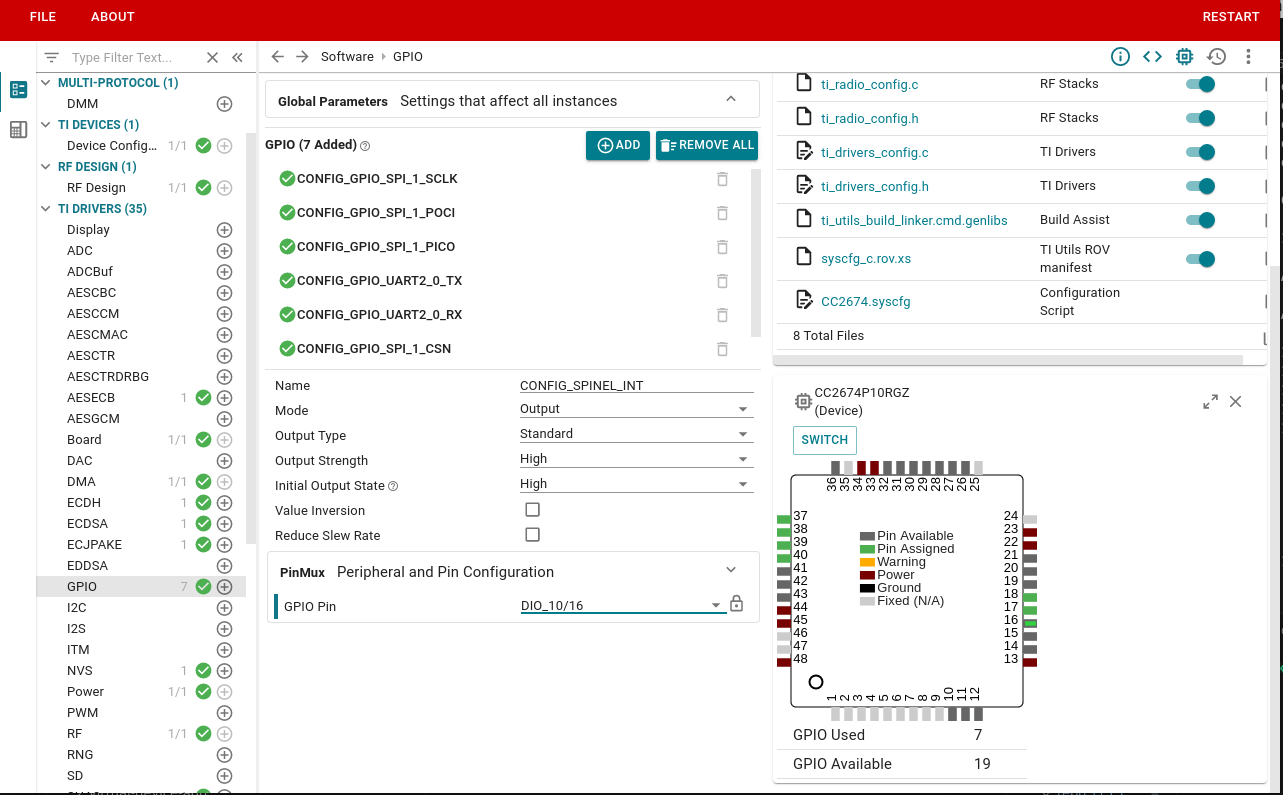 FILE ABOUT RESTART
Type Filter Text...
Software › GPIO
MULTI-PROTOCOL (1)
DMM
TI DEVICES (1)
Device Config... 1/1
RF DESIGN (1)
RF Design 1/1
TI DRIVERS (35)
Display
ADC
ADCBuf
AESCBC
AESCCM
AESCMAC
AESCTR
AESCTRDRBG
AESECB 1
AESGCM
Board 1/1
DAC
DMA 1/1
ECDH 1
ECDSA 1
ECJPAKE 1
EDDSA
GPIO 7
I2C
I2S
ITM
NVS 1
Power 1/1
PWM
RF 1/1
RNG
SD
Global Parameters Settings that affect all instances
GPIO (7 Added)
ADD
REMOVE ALL
CONFIG_GPIO_SPI_1_SCLK
CONFIG_GPIO_SPI_1_POCI
CONFIG_GPIO_SPI_1_PICO
CONFIG_GPIO_UART2_0_TX
CONFIG_GPIO_UART2_0_RX
CONFIG_GPIO_SPI_1_CSN
Name CONFIG_SPINEL_INT
Mode Output
Output Type Standard
Output Strength High
Initial Output State High
Value Inversion
Reduce Slew Rate
PinMux Peripheral and Pin Configuration
GPIO Pin DIO_10/16
ti_radio_config.c RF Stacks
ti_radio_config.h RF Stacks
ti_drivers_config.c TI Drivers
ti_drivers_config.h TI Drivers
ti_utils_build_linker.cmd.genlibs Build Assist
syscfg_c.rov.xs TI Utils ROV
manifest
CC2674.syscfg Configuration
Script
8 Total Files
CC2674P10RGZ
(Device)
SWITCH
36 35 34 33 32 31 30 29 28 27 26 25
37 24
38 23
39 22
40 21
41 20
42 19
43 18
44 17
45 16
46 15
47 14
48 13
Pin Available
Pin Assigned
Warning
Power
Ground
Fixed (N/A)
1 2 3 4 5 6 7 8 9 10 11 12
GPIO Used 7
GPIO Available 19